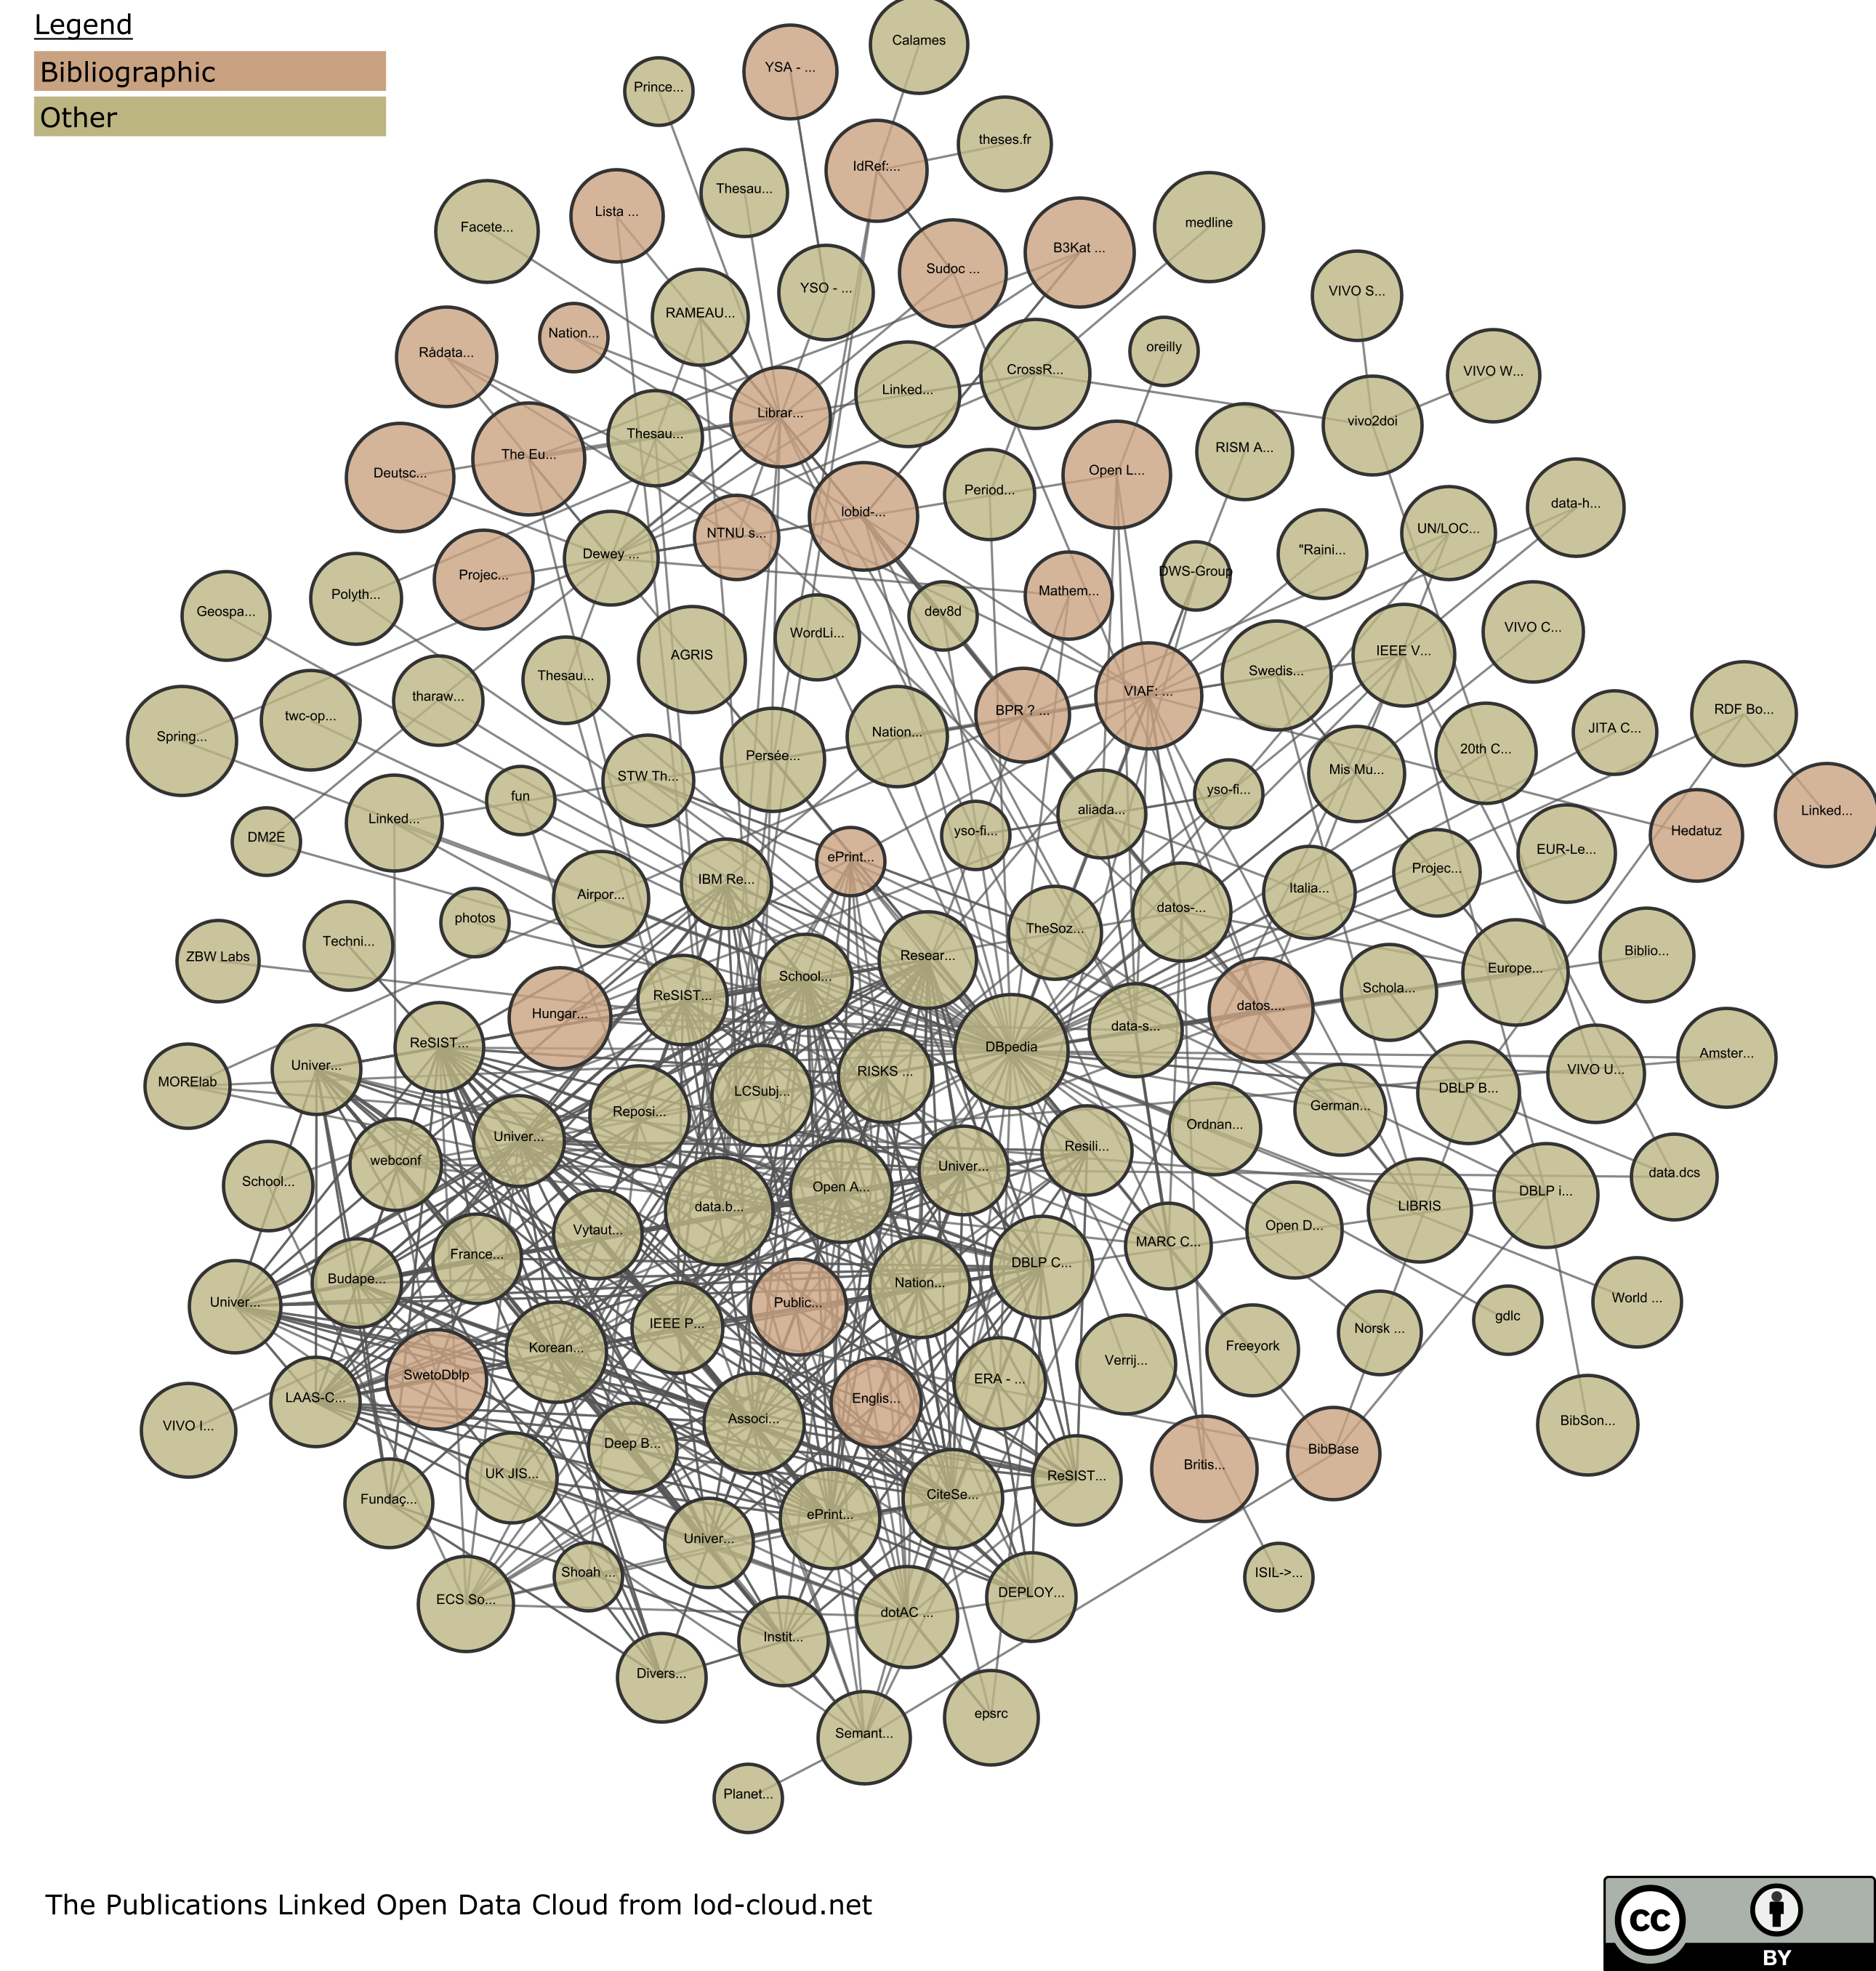 Legend
Bibliographic
Other
Calames
YSA - ...
Prince...
theses.fr
IdRef:...
Thesau...
Lista ...
medline
Facete...
B3Kat ...
Sudoc ...
YSO - ...
VIVO S...
RAMEAU...
Nation...
oreilly
Rådata...
CrossR...
VIVO W...
Linked...
Librar...
vivo2doi
Thesau...
RISM A...
The Eu...
Deutsc...
Open L...
Period...
data-h...
lobid-...
UN/LOC...
NTNU s...
"Raini...
Dewey ...
DWS-Group
Projec...
Mathem...
Polyth...
Geospa...
dev8d
VIVO C...
WordLi...
IEEE V...
AGRIS
Swedis...
Thesau...
VIAF: ...
tharaw...
RDF Bo...
BPR ? ...
twc-op...
JITA C...
Nation...
Spring...
20th C...
Persée...
Mis Mu...
STW Th...
yso-fi...
fun
aliada...
Linked...
Linked...
yso-fi...
Hedatuz
DM2E
EUR-Le...
ePrint...
Projec...
IBM Re...
Italia...
Airpor...
datos-...
photos
TheSoz...
Techni...
Biblio...
ZBW Labs
Resear...
School...
Europe...
Schola...
ReSIST...
datos....
Hungar...
data-s...
ReSIST...
DBpedia
Amster...
Univer...
VIVO U...
RISKS ...
MORElab
DBLP B...
LCSubj...
German...
Reposi...
Ordnan...
Univer...
Resili...
webconf
Univer...
data.dcs
School...
Open A...
DBLP i...
LIBRIS
data.b...
Open D...
Vytaut...
MARC C...
France...
DBLP C...
Budape...
Nation...
World ...
Univer...
Public...
gdlc
IEEE P...
Norsk ...
Freeyork
Korean...
Verrij...
SwetoDblp
ERA - ...
LAAS-C...
Englis...
Associ...
BibSon...
VIVO I...
Deep B...
BibBase
Britis...
UK JIS...
ReSIST...
CiteSe...
Fundaç...
ePrint...
Univer...
Shoah ...
ISIL->...
DEPLOY...
ECS So...
dotAC ...
Instit...
Divers...
epsrc
Semant...
Planet...
The Publications Linked Open Data Cloud from lod-cloud.net
cc
BY